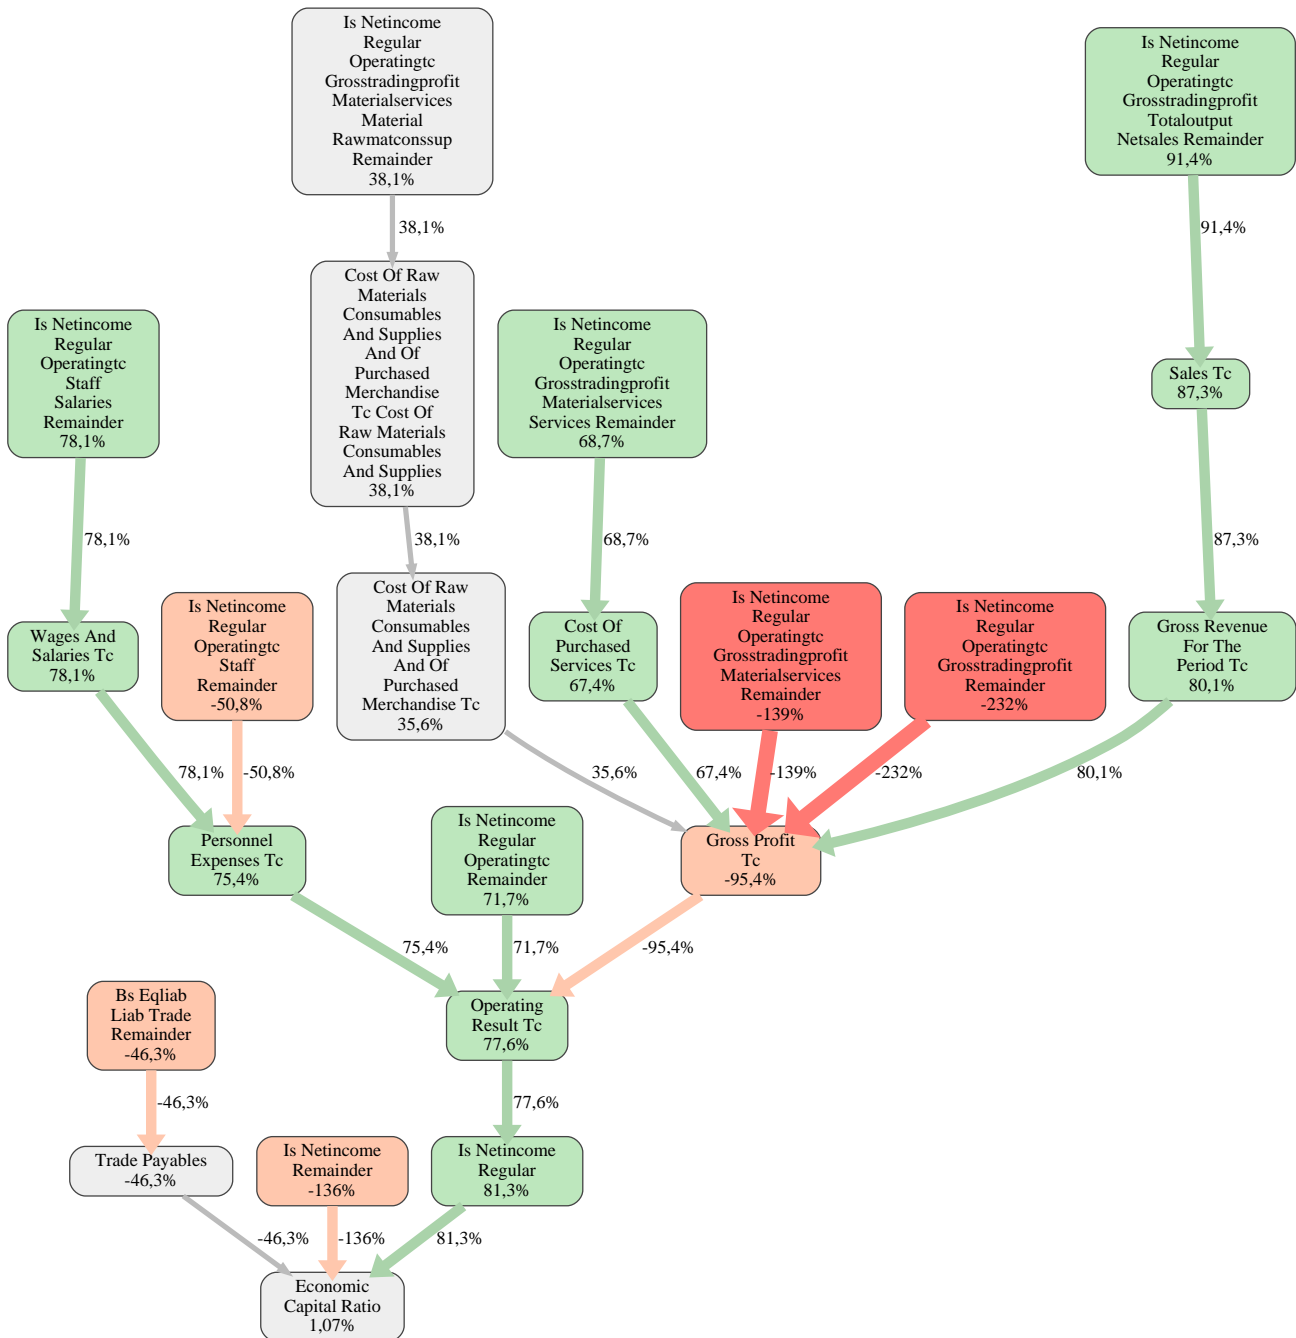 Is Netincome
Regular
Operatingtc
Grosstradingprofit
Materialservices
Material
Rawmatconssup
Remainder
38,1%
Is Netincome
Regular
Operatingtc
Grosstradingprofit
Totaloutput
Netsales Remainder
91,4%
38,1%
91,4%
Cost Of Raw
Materials
Consumables
And Supplies
And Of
Purchased
Merchandise
Tc Cost Of
Raw Materials
Consumables
And Supplies
38,1%
Is Netincome
Regular
Operatingtc
Staff
Salaries
Remainder
78,1%
Is Netincome
Regular
Operatingtc
Grosstradingprofit
Materialservices
Services Remainder
68,7%
Sales Tc
87,3%
78,1%
38,1%
68,7%
87,3%
Wages And
Salaries Tc
78,1%
Is Netincome
Regular
Operatingtc
Staff
Remainder
-50,8%
Cost Of Raw
Materials
Consumables
And Supplies
And Of
Purchased
Merchandise Tc
35,6%
Cost Of
Purchased
Services Tc
67,4%
Is Netincome
Regular
Operatingtc
Grosstradingprofit
Materialservices
Remainder
-139%
Is Netincome
Regular
Operatingtc
Grosstradingprofit
Remainder
-232%
Gross Revenue
For The
Period Tc
80,1%
78,1%
-50,8%
35,6%
67,4%
-139%
-232%
80,1%
Personnel
Expenses Tc
75,4%
Is Netincome
Regular
Operatingtc
Remainder
71,7%
Gross Profit
Tc
-95,4%
75,4%
71,7%
-95,4%
Bs Eqliab
Liab Trade
Remainder
-46,3%
Operating
Result Tc
77,6%
-46,3%
77,6%
Trade Payables
-46,3%
Is Netincome
Remainder
-136%
Is Netincome
Regular
81,3%
-46,3%
-136%
81,3%
Economic
Capital Ratio
1,07%